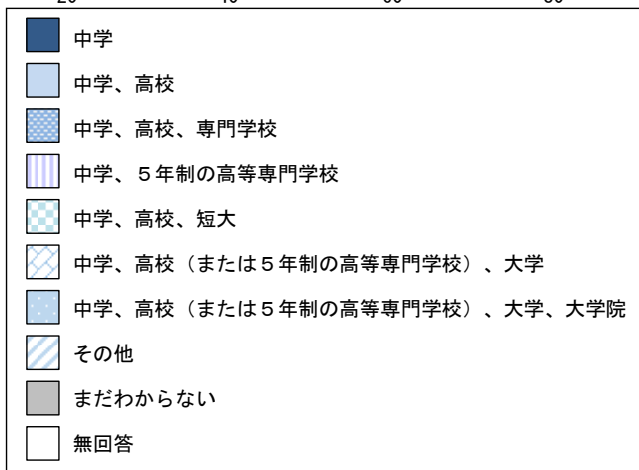 中学
中学、高校
中学、高校、専門学校
中学、５年制の高等専門学校
中学、高校、短大
中学、高校（または５年制の高等専門学校）、大学
中学、高校（または５年制の高等専門学校）、大学、大学院
その他
まだわからない
無回答